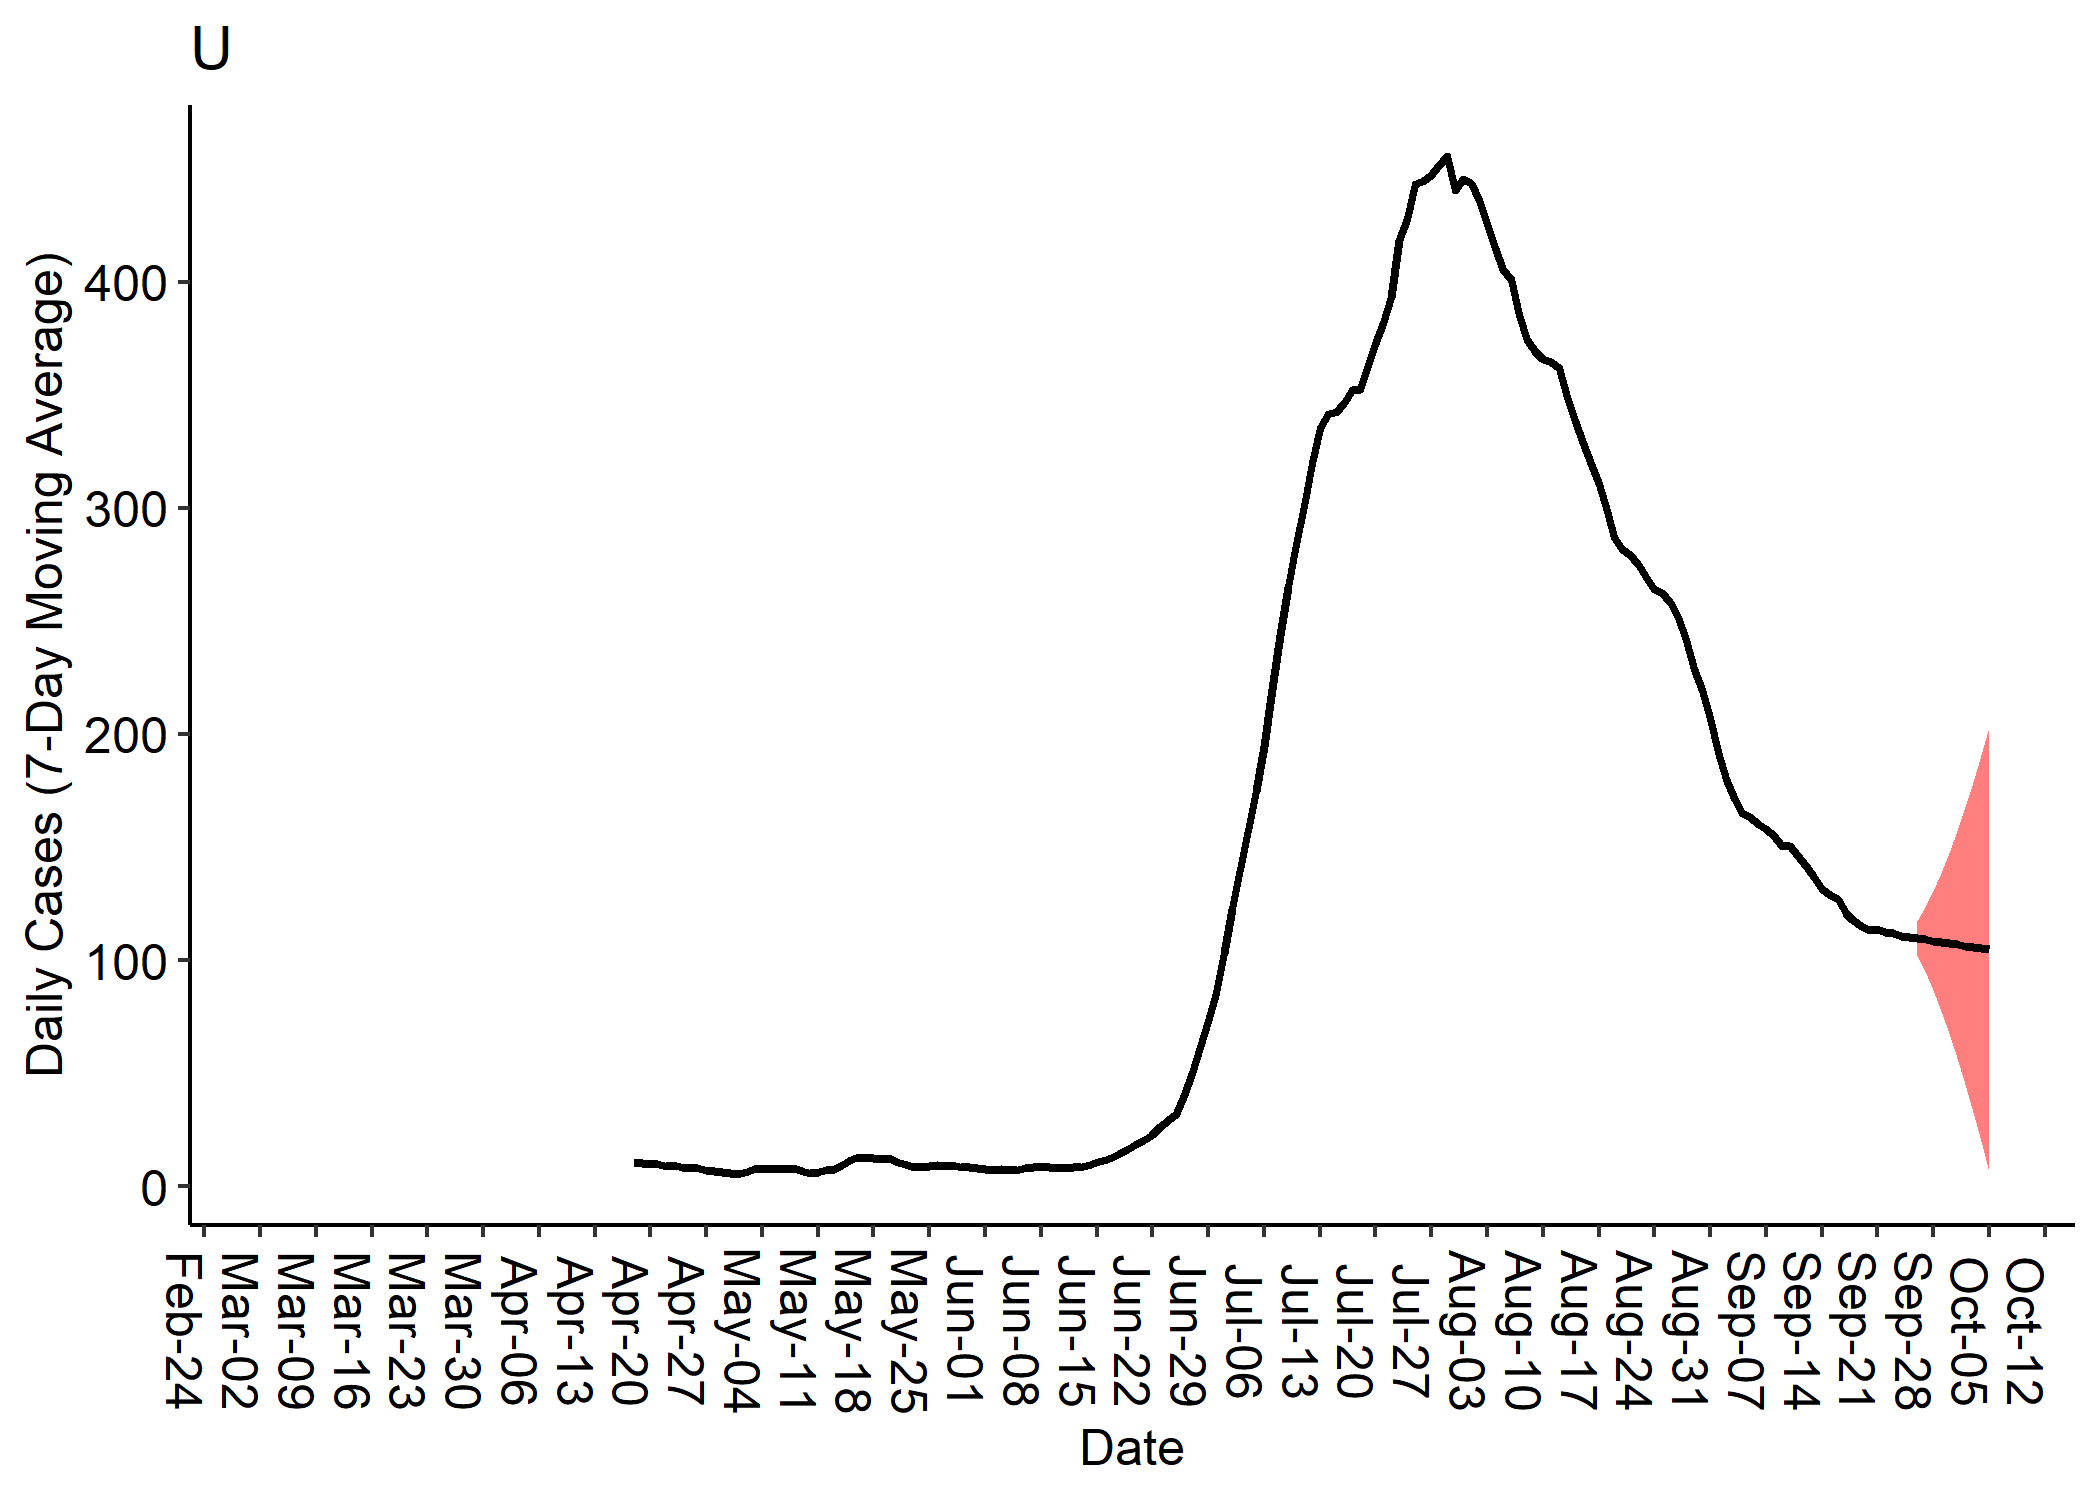 U
Daily Cases (7-Day Moving Average)
400
300
200
100
0
Feb-24
Mar-02
Mar-09
Mar-16
Mar-23
Mar-30
Apr-06
Apr-13
Apr-20
Apr-27
May-04
May-11
May-18
May-25
Jun-01
Jun-08
Jun-15
Jun-22
Jun-29
Jul-06
Jul-13
Jul-20
Jul-27
Aug-03
Aug-10
Aug-17
Aug-24
Aug-31
Sep-07
Sep-14
Sep-21
Sep-28
Oct-05
Oct-12
Date